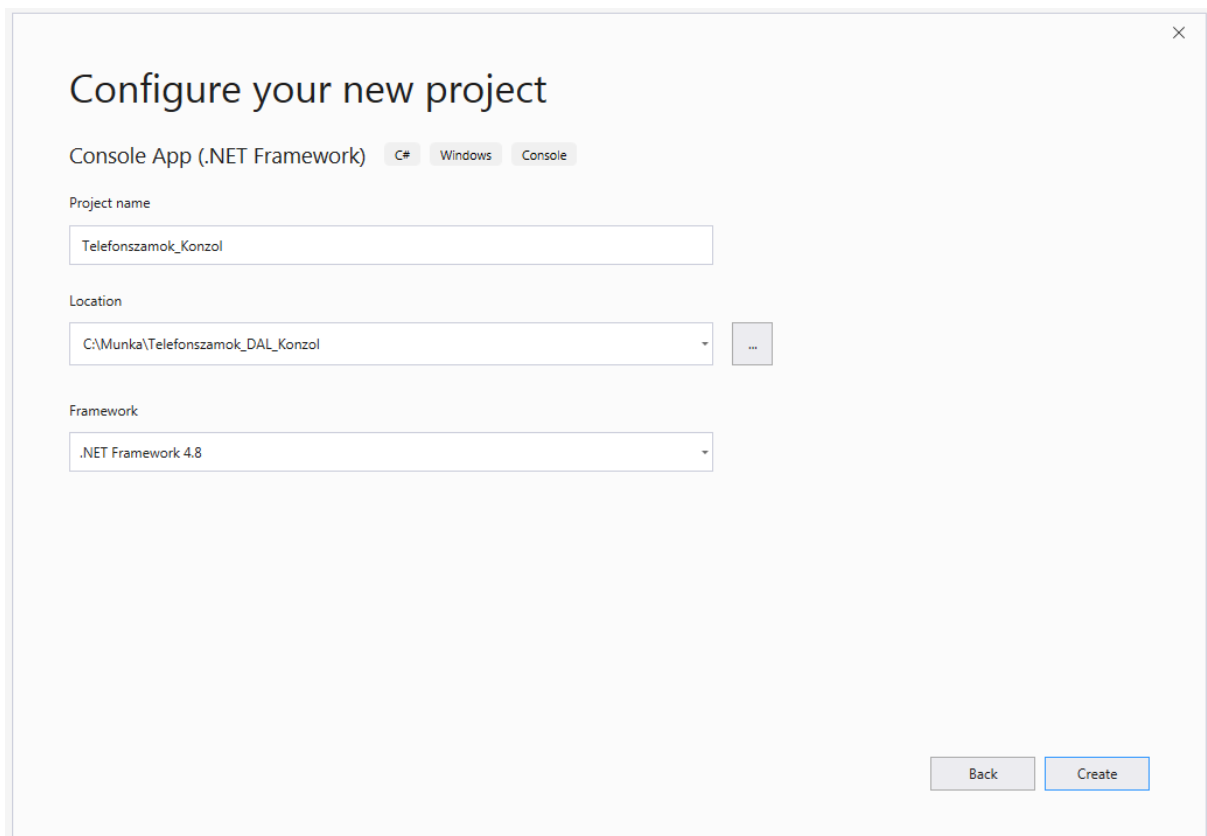 Configure your new project
Console App (.NET Framework) C# Windows Console
Project name
Telefonszamok_Konzol
Location
C:\Munka\Telefonszamok_DAL_Konzol
...
Framework
.NET Framework 4.8
Back Create